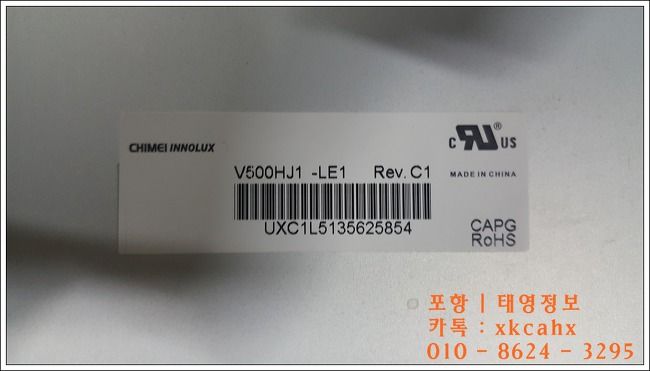 CHIMEI INNOLUX
V500HJ1 -LE1 Rev. C1
UXC1L5135625854
c RU ® US
MADE IN CHINA
CAPG
RoHS
포항 | 태영정보
카톡 : xkcahx
010 - 8624 - 3295